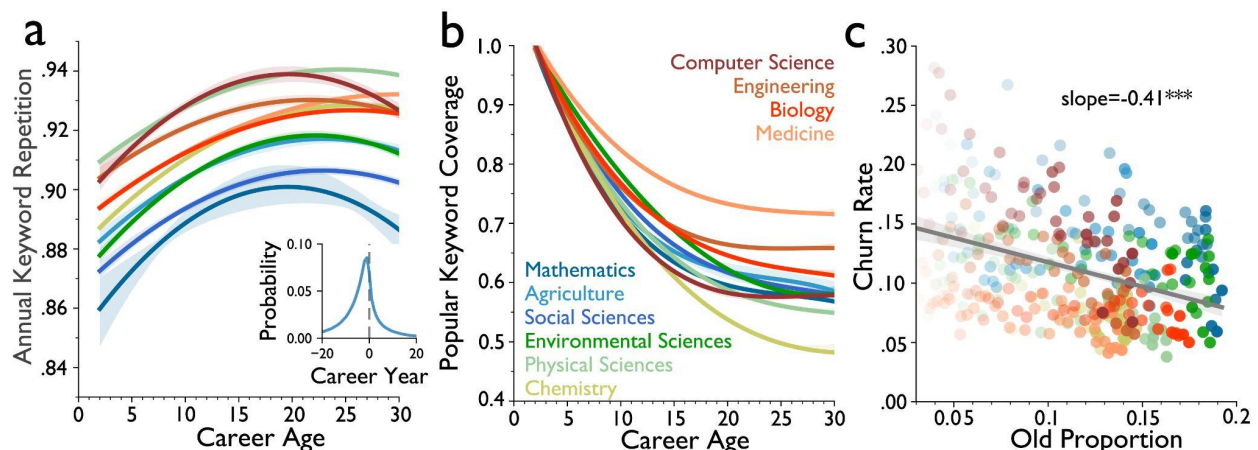 a
Annual Keyword Repetition
.94
.92
.90
.88
.86
.84
0
5
10
15
20
25
30
Career Age
Probability
0.10
0.05
0.00
−20
0
20
Career Year
b
Popular Keyword Coverage
1.0
0.9
0.8
0.7
0.6
0.5
0.4
Computer Science
Engineering
Biology
Medicine
Mathematics
Agriculture
Social Sciences
Environmental Sciences
Physical Sciences
Chemistry
0
5
10
15
20
25
30
Career Age
c
Churn Rate
.30
.25
.20
.15
.10
.05
.00
slope=-0.41***
0.05
0.1
0.15
0.2
Old Proportion